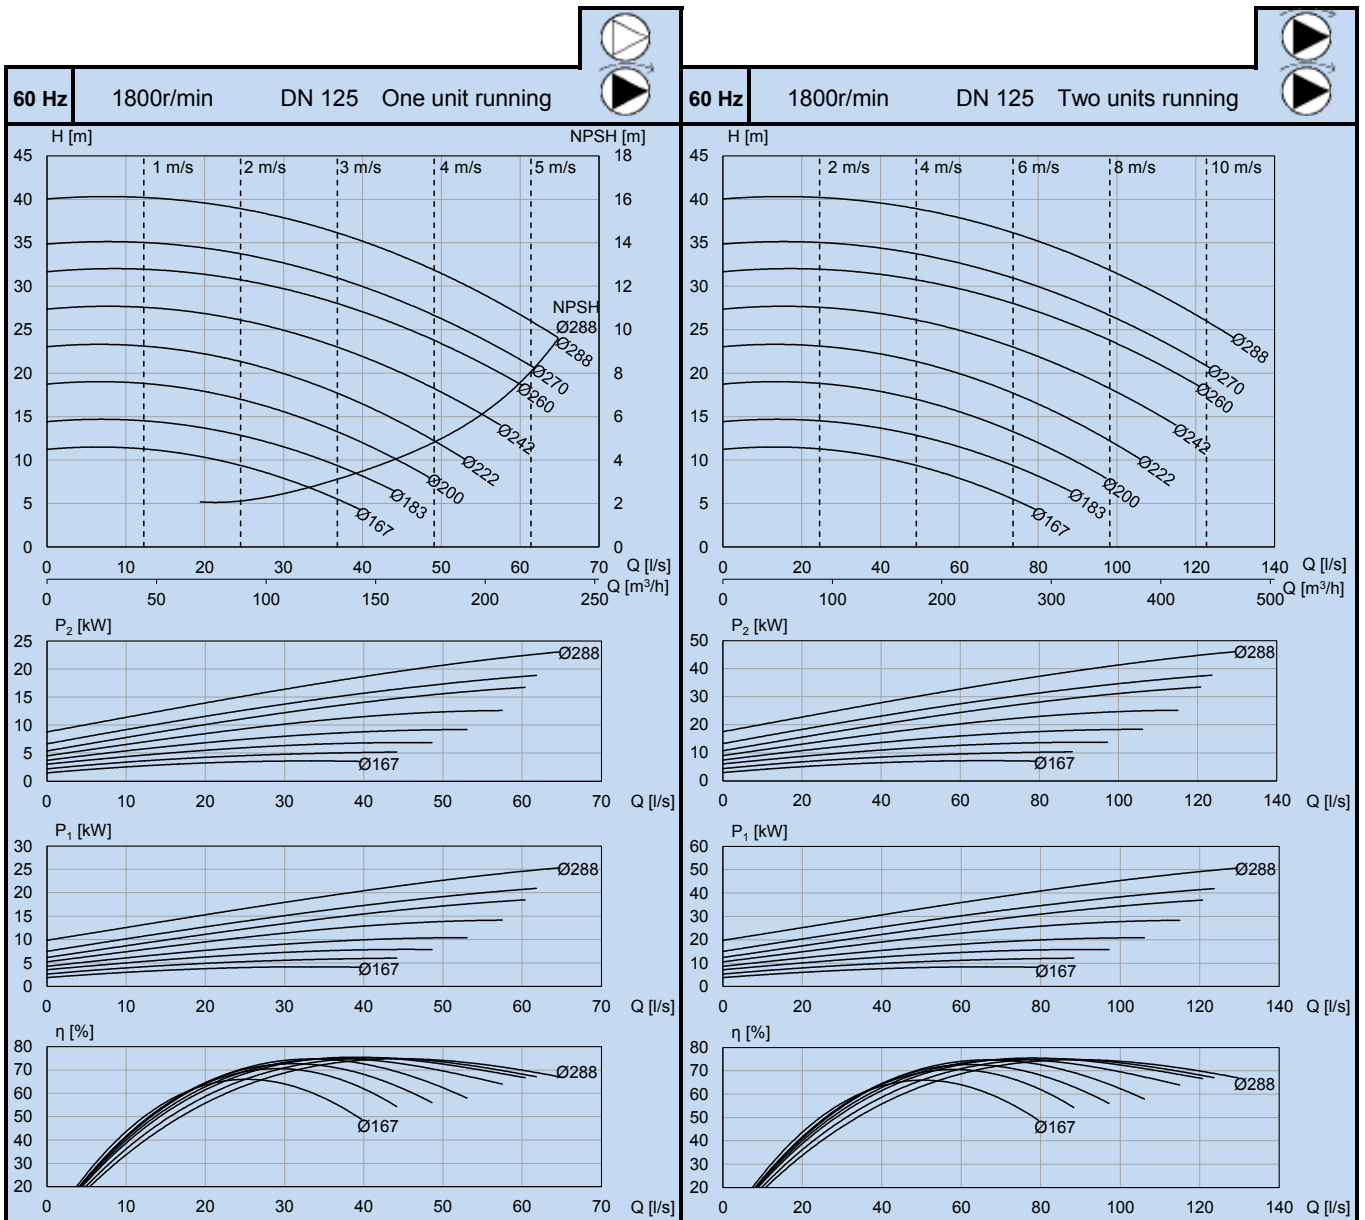 60 Hz 1800r/min DN 125 One unit running
H [m] NPSH [m]
45 1 m/s 2 m/s 3 m/s 4 m/s 5 m/s 18
40 16
35 14
30 12
NPSH
25 Ø288 10
Ø288
20 Ø270 8
Ø260
15 6
Ø242
10 Ø222 4
Ø200
5 Ø183 2
Ø167
0 0
0 10 20 30 40 50 60 70 Q [l/s]
0 50 100 150 200 250 Q [m³/h]
P₂ [kW]
25
Ø288
20
15
10
5
Ø167
0
0 10 20 30 40 50 60 70 Q [l/s]
P₁ [kW]
30
25 Ø288
20
15
10
5
Ø167
0
0 10 20 30 40 50 60 70 Q [l/s]
η [%]
80
70 Ø288
60
50
Ø167
40
30
20
0 10 20 30 40 50 60 70 Q [l/s]
60 Hz 1800r/min DN 125 Two units running
H [m]
45 2 m/s 4 m/s 6 m/s 8 m/s 10 m/s
40
35
30
25
Ø288
20 Ø270
Ø260
15
Ø242
10 Ø222
Ø200
5 Ø183
Ø167
0
0 20 40 60 80 100 120 140 Q [l/s]
0 100 200 300 400 500 Q [m³/h]
P₂ [kW]
50
Ø288
40
30
20
10
Ø167
0
0 20 40 60 80 100 120 140 Q [l/s]
P₁ [kW]
60
50 Ø288
40
30
20
10
Ø167
0
0 20 40 60 80 100 120 140 Q [l/s]
η [%]
80
70
Ø288
60
50
Ø167
40
30
20
0 20 40 60 80 100 120 140 Q [l/s]